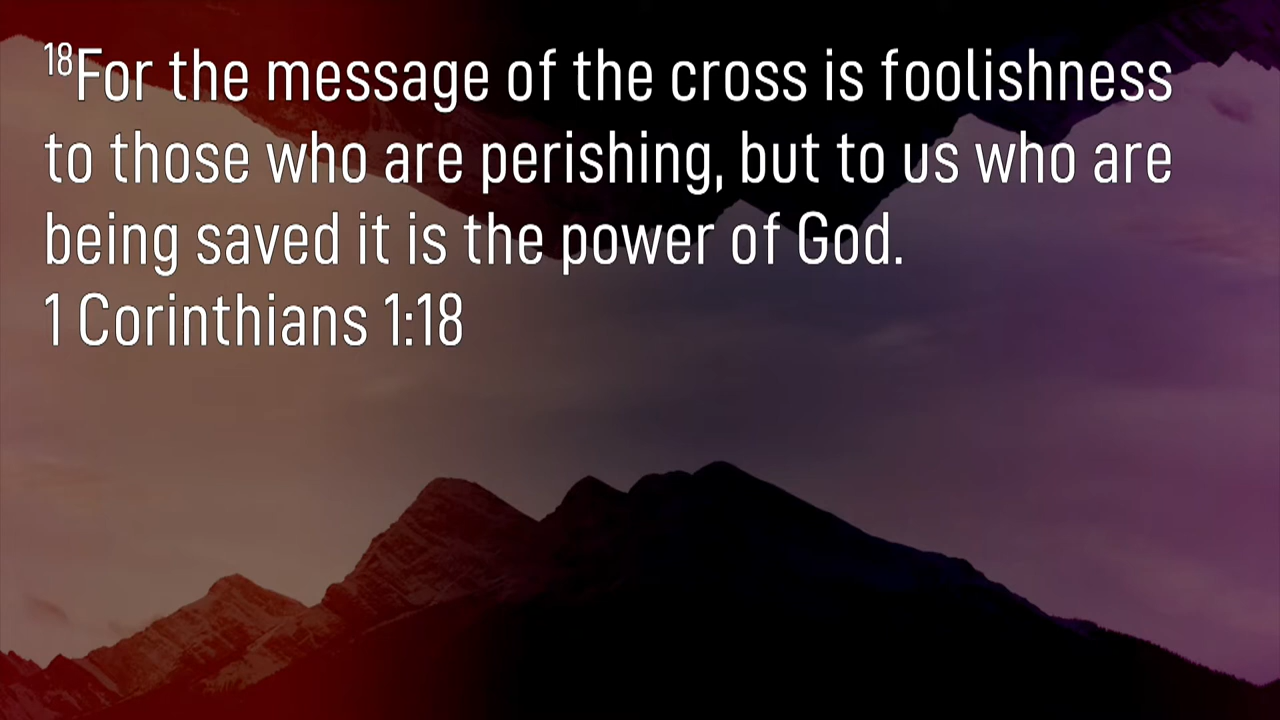 ¹⁸For the message of the cross is foolishness
to those who are perishing, but to us who are
being saved it is the power of God.
1 Corinthians 1:18